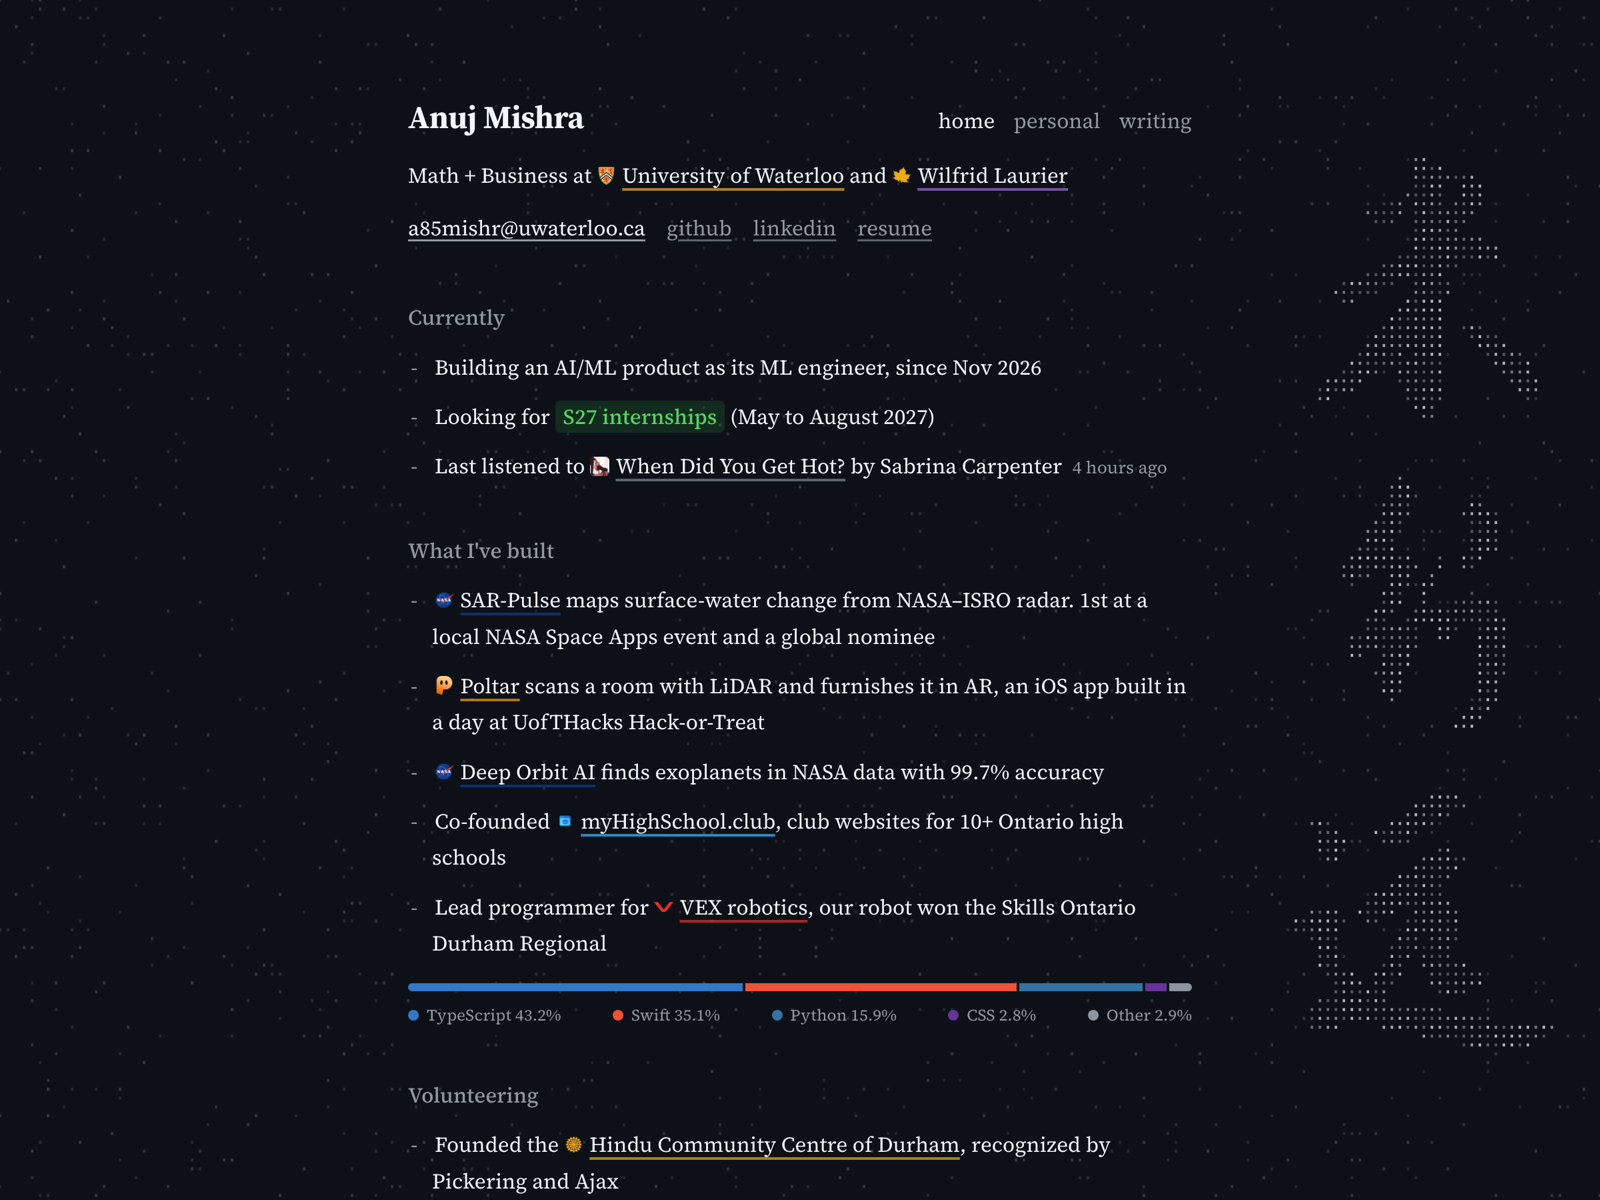 Anuj Mishra
home personal writing
Math + Business at University of Waterloo and Wilfrid Laurier
a85mishr@uwaterloo.ca github linkedin resume
Currently
- Building an AI/ML product as its ML engineer, since Nov 2026
- Looking for S27 internships (May to August 2027)
- Last listened to When Did You Get Hot? by Sabrina Carpenter 4 hours ago
What I've built
- SAR-Pulse maps surface-water change from NASA–ISRO radar. 1st at a
local NASA Space Apps event and a global nominee
- Poltar scans a room with LiDAR and furnishes it in AR, an iOS app built in
a day at UofTHacks Hack-or-Treat
- Deep Orbit AI finds exoplanets in NASA data with 99.7% accuracy
- Co-founded myHighSchool.club, club websites for 10+ Ontario high
schools
- Lead programmer for VEX robotics, our robot won the Skills Ontario
Durham Regional
TypeScript 43.2% Swift 35.1% Python 15.9% CSS 2.8% Other 2.9%
Volunteering
- Founded the Hindu Community Centre of Durham, recognized by
Pickering and Ajax